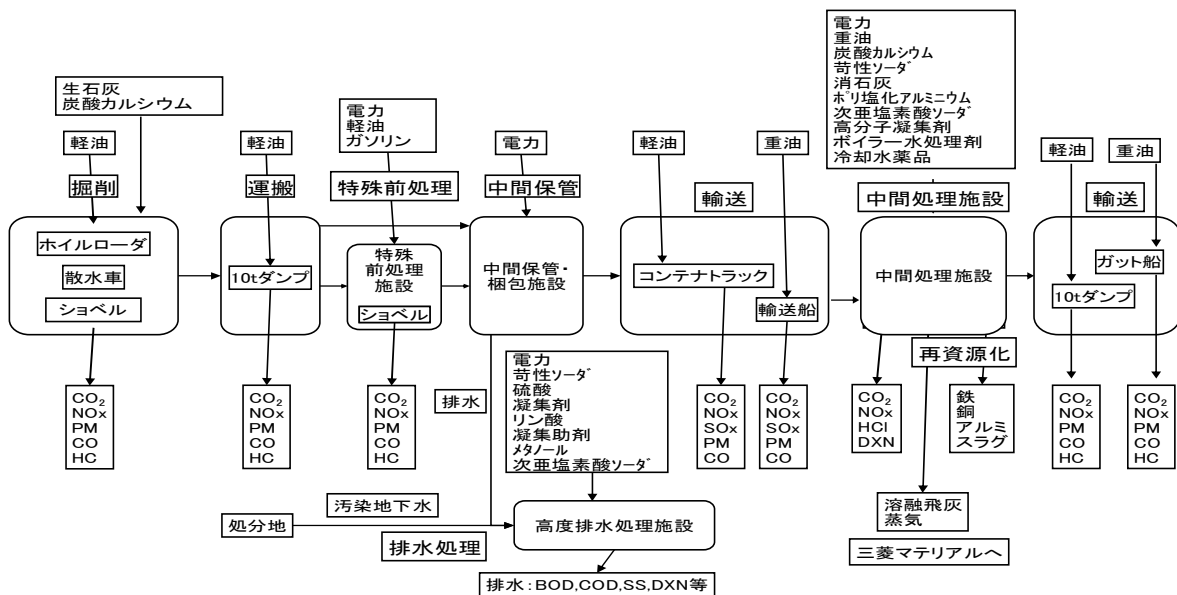 電力
重油
炭酸カルシウム
苛性ソーダ
消石灰
ポリ塩化アルミニウム
次亜塩素酸ソーダ
高分子凝集剤
ボイラー水処理剤
冷却水薬品
生石灰
炭酸カルシウム
電力
軽油
ガソリン
軽油
軽油
電力
軽油
重油
軽油
重油
掘削
運搬
特殊前処理
中間保管
輸送
中間処理施設
輸送
ホイルローダ
散水車
ショベル
10tダンプ
特殊
前処理
施設
ショベル
中間保管・
梱包施設
コンテナトラック
輸送船
中間処理施設
ガット船
10tダンプ
再資源化
CO₂
NOx
PM
CO
HC
CO₂
NOx
PM
CO
HC
CO₂
NOx
PM
CO
HC
排水
電力
苛性ソーダ
硫酸
凝集剤
リン酸
凝集助剤
メタノール
次亜塩素酸ソーダ
CO₂
NOx
SOx
PM
CO
CO₂
NOx
SOx
PM
CO
CO₂
NOx
HCl
DXN
鉄
銅
アルミ
スラグ
CO₂
NOx
PM
CO
HC
CO₂
NOx
PM
CO
HC
処分地
汚染地下水
排水処理
高度排水処理施設
溶融飛灰
蒸気
三菱マテリアルへ
排水：BOD,COD,SS,DXN等